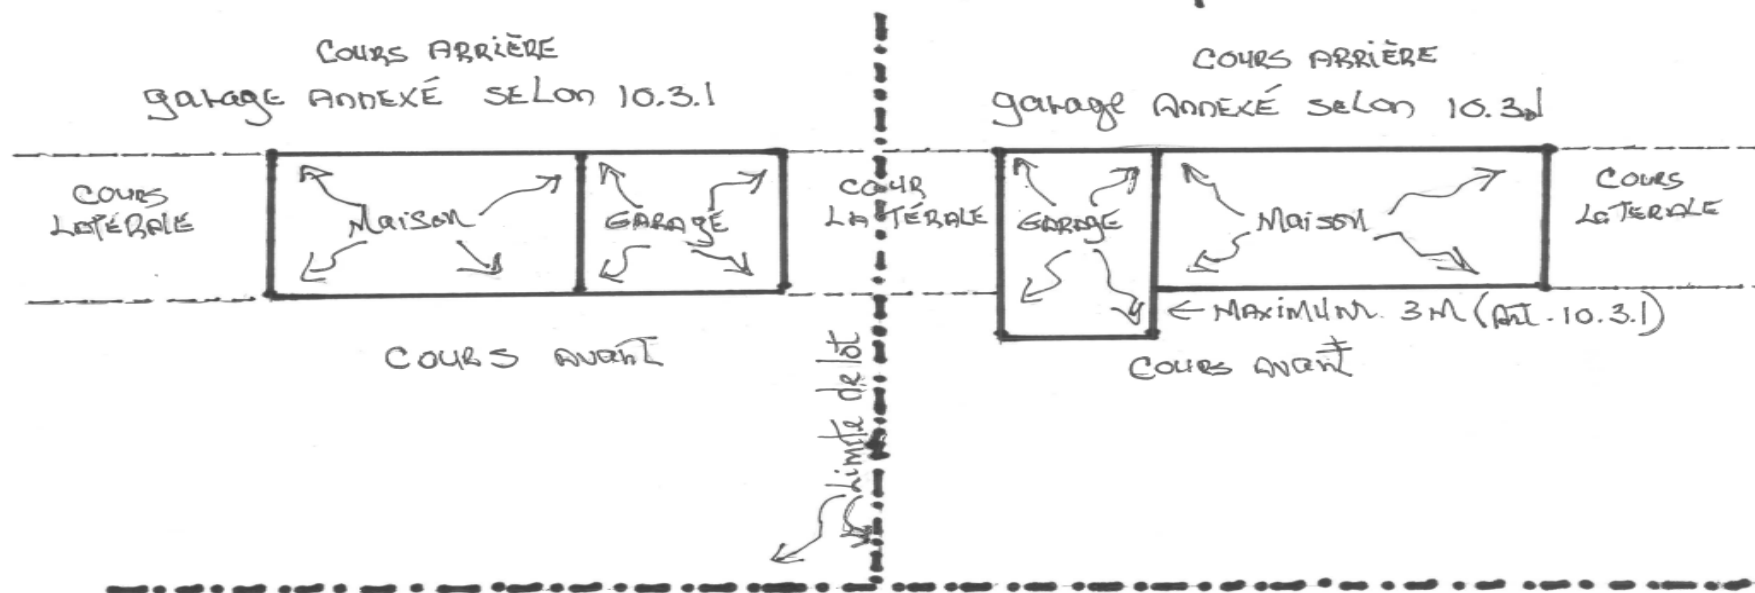 COURS ARRIÈRE
garage ANNEXÉ SELON 10.3.1
COURS
LATÉRALE
Maison
GARAGE
COURS AVANT
COUR
LATÉRALE
Limite de lot
COURS ARRIÈRE
garage ANNEXÉ SELON 10.3.1
GARAGE
Maison
COURS
LATERALE
← MAXIMUM. 3M (Art. 10.3.1)
COURS AVANT